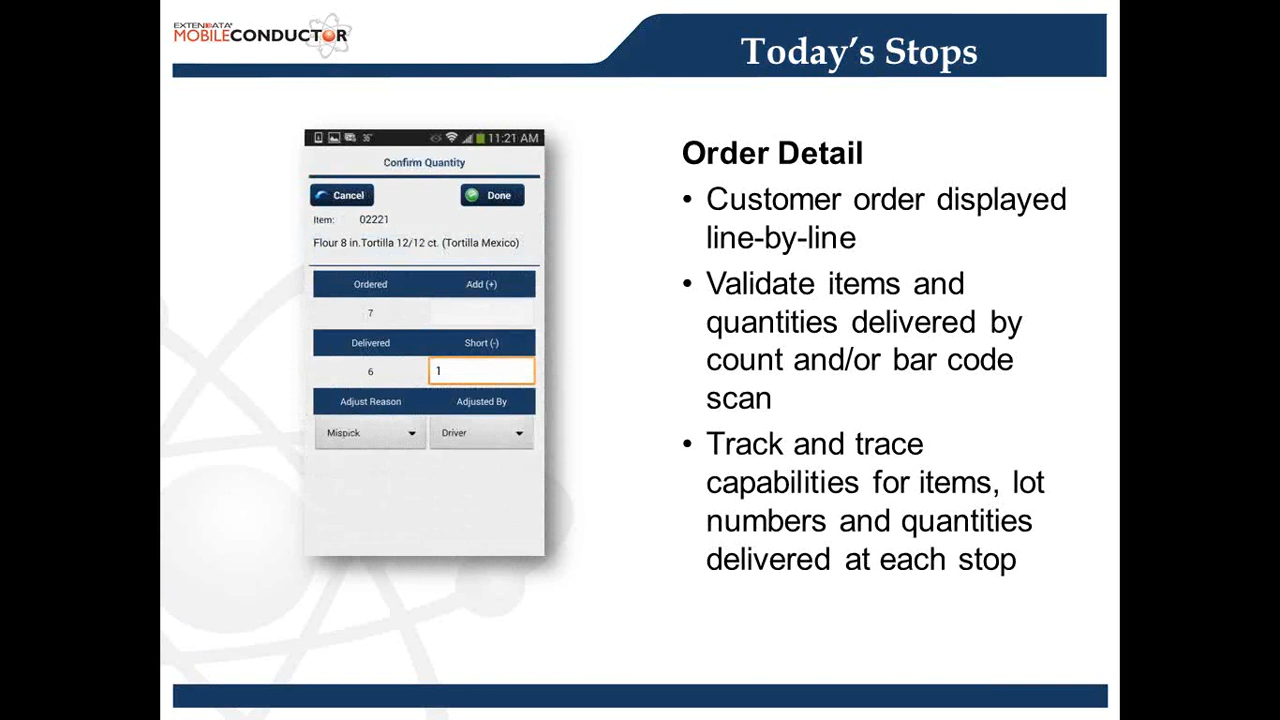 EXTENDATA®
MOBILECONDUCTOR
Today's Stops
11:21 AM
Confirm Quantity
Cancel
Done
Item: 02221
Flour 8 in.Tortilla 12/12 ct. (Tortilla Mexico)
Ordered Add (+)
7
Delivered Short (-)
6 1
Adjust Reason Adjusted By
Mispick Driver
Order Detail
• Customer order displayed
line-by-line
• Validate items and
quantities delivered by
count and/or bar code
scan
• Track and trace
capabilities for items, lot
numbers and quantities
delivered at each stop